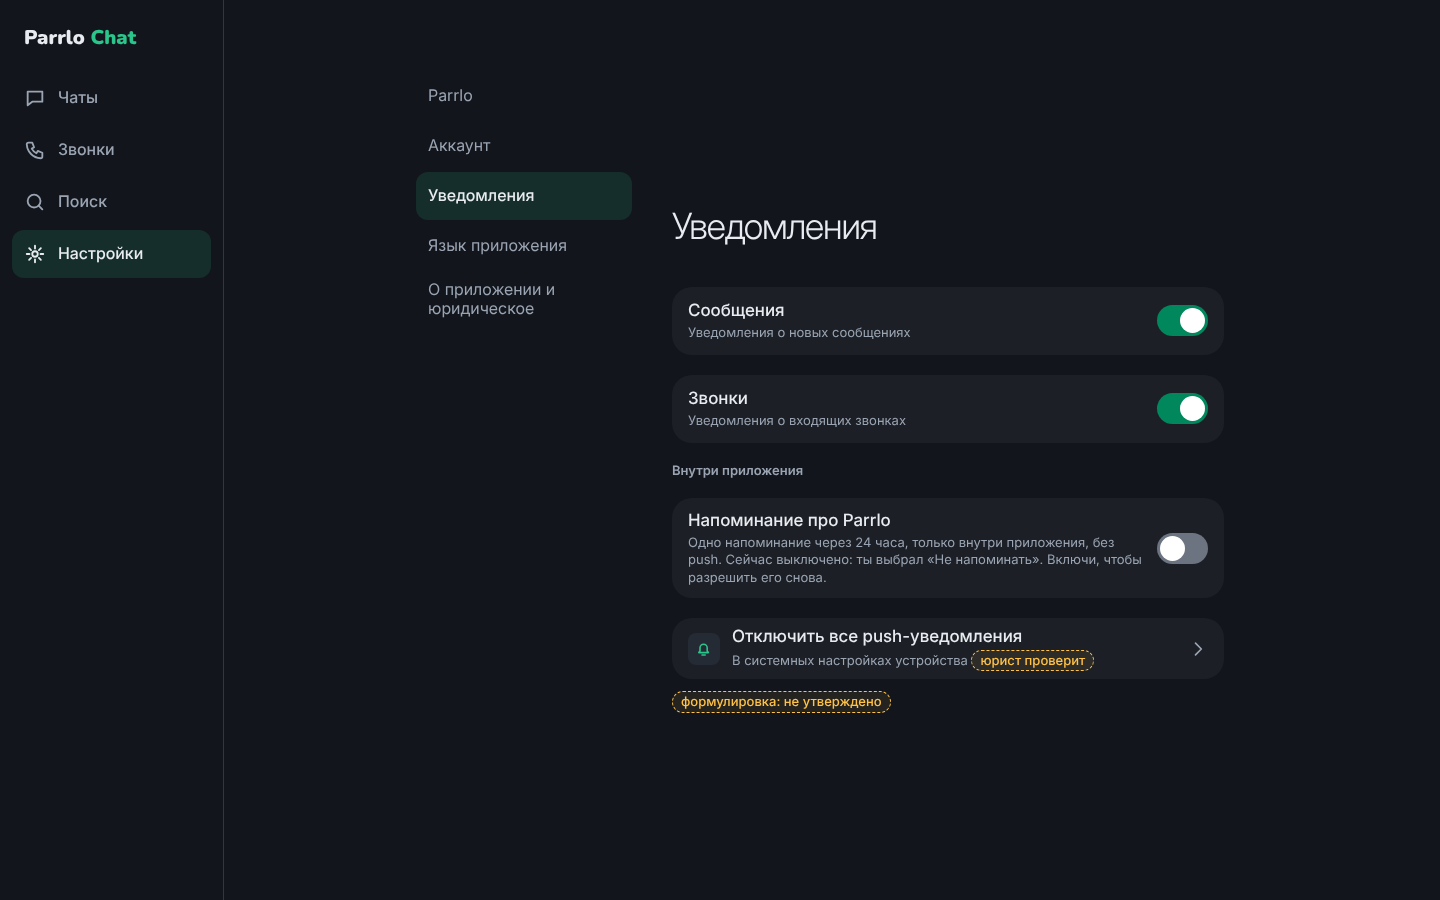 Parrlo Chat
Чаты
Звонки
Поиск
Настройки
Parrlo
Аккаунт
Уведомления
Язык приложения
О приложении и
юридическое
Уведомления
Сообщения
Уведомления о новых сообщениях
Звонки
Уведомления о входящих звонках
Внутри приложения
Напоминание про Parrlo
Одно напоминание через 24 часа, только внутри приложения, без
push. Сейчас выключено: ты выбрал «Не напоминать». Включи, чтобы
разрешить его снова.
Отключить все push-уведомления
В системных настройках устройства юрист проверит
формулировка: не утверждено